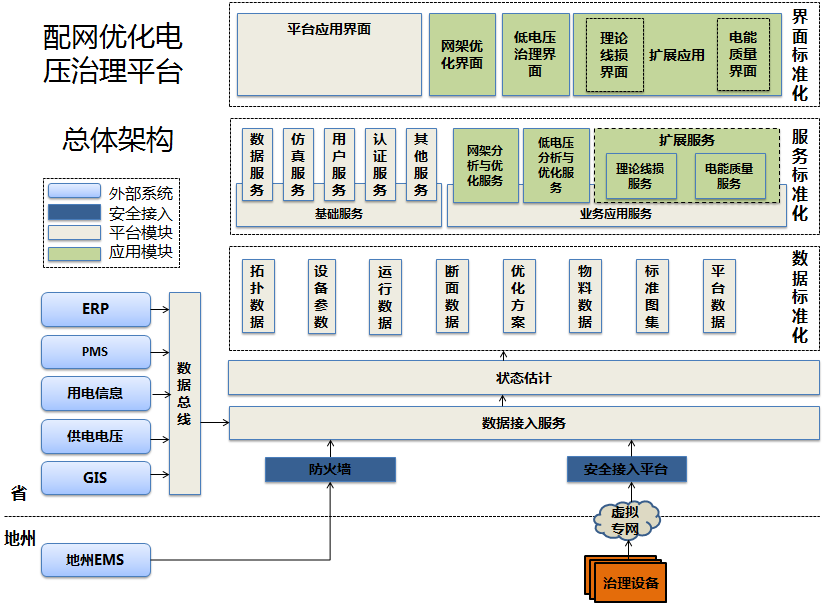 配网优化电
压治理平台
总体架构
外部系统
安全接入
平台模块
应用模块
平台应用界面
网架优
化界面
低电压
治理界
面
理论
线损
界面
扩展应用
电能
质量
界面
界面标准化
数据服务
仿真服务
用户服务
认证服务
其他服务
基础服务
网架分
析与优
化服务
低电压
分析与
优化服
务
扩展服务
理论线损
服务
电能质量
服务
业务应用服务
服务标准化
拓扑数据
设备参数
运行数据
断面数据
优化方案
物料数据
标准图集
平台数据
数据标准化
ERP
PMS
用电信息
供电电压
GIS
数据总线
状态估计
数据接入服务
防火墙
安全接入平台
省
虚拟
专网
地州
地州EMS
治理设备